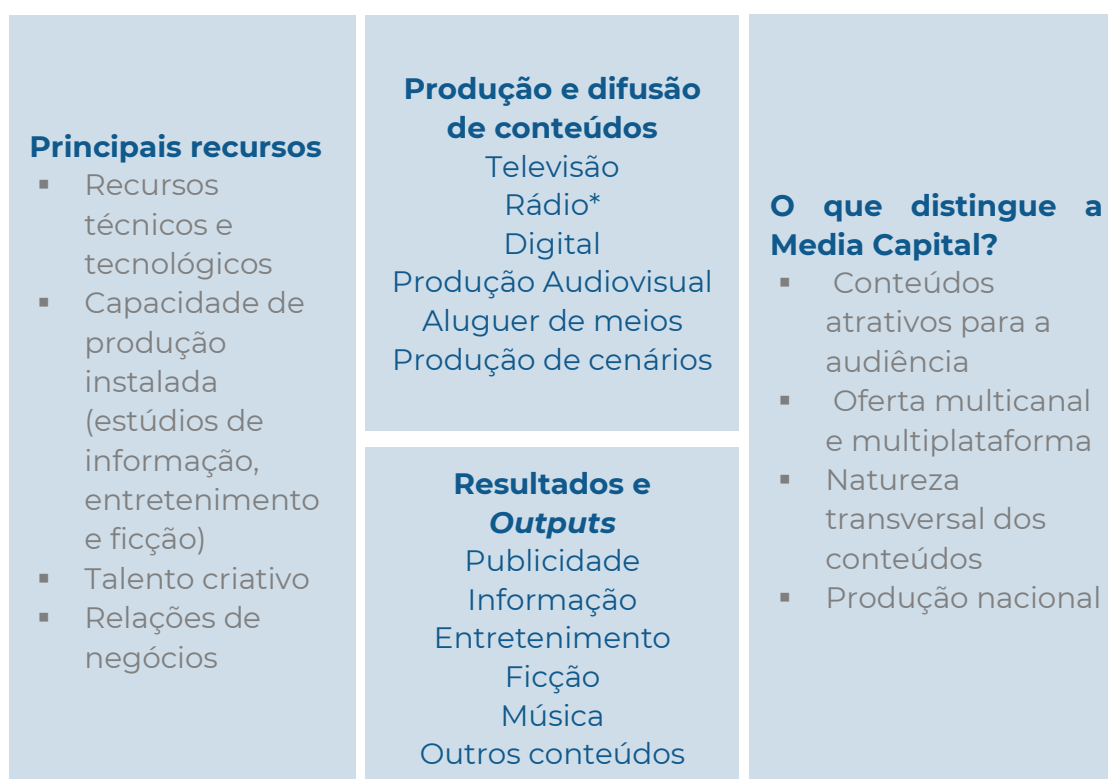 Principais recursos
▪ Recursos
técnicos e
tecnológicos
▪ Capacidade de
produção
instalada
(estúdios de
informação,
entretenimento
e ficção)
▪ Talento criativo
▪ Relações de
negócios
Produção e difusão
de conteúdos
Televisão
Rádio*
Digital
Produção Audiovisual
Aluguer de meios
Produção de cenários
Resultados e
Outputs
Publicidade
Informação
Entretenimento
Ficção
Música
Outros conteúdos
O que distingue a
Media Capital?
▪ Conteúdos
atrativos para a
audiência
▪ Oferta multicanal
e multiplataforma
▪ Natureza
transversal dos
conteúdos
▪ Produção nacional